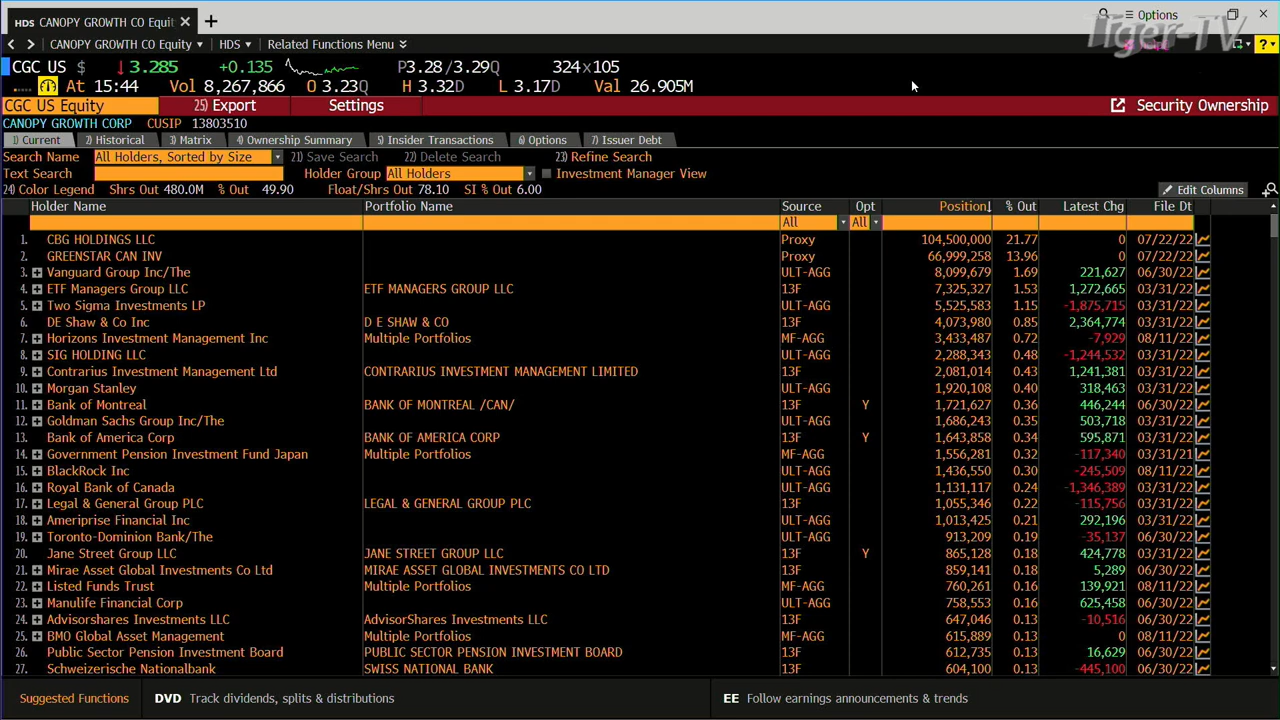 HDS CANOPY GROWTH CO Equit × + Options
Tiger-TV
CANOPY GROWTH CO Equity HDS Related Functions Menu ?
CGC US $ ↓3.285 +0.135 P3.28/3.29Q 324×105
At 15:44 Vol 8,267,866 O 3.23Q H 3.32D L 3.17D Val 26.905M
CGC US Equity 25) Export Settings Security Ownership
CANOPY GROWTH CORP CUSIP 13803510
1) Current 2) Historical 3) Matrix 4) Ownership Summary 5) Insider Transactions 6) Options 7) Issuer Debt
Search Name All Holders, Sorted by Size 21) Save Search 22) Delete Search 23) Refine Search
Text Search Holder Group All Holders Investment Manager View
24) Color Legend Shrs Out 480.0M % Out 49.90 Float/Shrs Out 78.10 SI % Out 6.00 Edit Columns
Holder Name Portfolio Name Source Opt Position↓ % Out Latest Chg File Dt
All All
1. CBG HOLDINGS LLC Proxy 104,500,000 21.77 0 07/22/22
2. GREENSTAR CAN INV Proxy 66,999,258 13.96 0 07/22/22
3. Vanguard Group Inc/The ULT-AGG 8,099,679 1.69 221,627 06/30/22
4. ETF Managers Group LLC ETF MANAGERS GROUP LLC 13F 7,325,327 1.53 1,272,665 03/31/22
5. Two Sigma Investments LP ULT-AGG 5,525,583 1.15 -1,875,715 03/31/22
6. DE Shaw & Co Inc D E SHAW & CO 13F 4,073,980 0.85 2,364,774 03/31/22
7. Horizons Investment Management Inc Multiple Portfolios MF-AGG 3,433,487 0.72 -7,929 08/11/22
8. SIG HOLDING LLC ULT-AGG 2,288,343 0.48 -1,244,532 03/31/22
9. Contrarius Investment Management Ltd CONTRARIUS INVESTMENT MANAGEMENT LIMITED 13F 2,081,014 0.43 1,241,381 03/31/22
10. Morgan Stanley ULT-AGG 1,920,108 0.40 318,463 03/31/22
11. Bank of Montreal BANK OF MONTREAL /CAN/ 13F Y 1,721,627 0.36 446,244 06/30/22
12. Goldman Sachs Group Inc/The ULT-AGG 1,686,243 0.35 503,718 03/31/22
13. Bank of America Corp BANK OF AMERICA CORP 13F Y 1,643,858 0.34 595,871 03/31/22
14. Government Pension Investment Fund Japan Multiple Portfolios MF-AGG 1,556,281 0.32 -117,340 03/31/21
15. BlackRock Inc ULT-AGG 1,436,550 0.30 -245,509 08/11/22
16. Royal Bank of Canada ULT-AGG 1,131,117 0.24 -1,346,389 03/31/22
17. Legal & General Group PLC LEGAL & GENERAL GROUP PLC 13F 1,055,346 0.22 -115,756 03/31/22
18. Ameriprise Financial Inc ULT-AGG 1,013,425 0.21 292,196 03/31/22
19. Toronto-Dominion Bank/The ULT-AGG 913,209 0.19 -35,137 03/31/22
20. Jane Street Group LLC JANE STREET GROUP LLC 13F Y 865,128 0.18 424,778 03/31/22
21. Mirae Asset Global Investments Co Ltd MIRAE ASSET GLOBAL INVESTMENTS CO LTD 13F 859,141 0.18 5,289 03/31/22
22. Listed Funds Trust Multiple Portfolios MF-AGG 760,261 0.16 139,921 08/11/22
23. Manulife Financial Corp ULT-AGG 758,553 0.16 625,458 06/30/22
24. Advisorshares Investments LLC AdvisorShares Investments LLC 13F 647,046 0.13 -10,516 06/30/22
25. BMO Global Asset Management Multiple Portfolios MF-AGG 615,889 0.13 0 08/11/22
26. Public Sector Pension Investment Board PUBLIC SECTOR PENSION INVESTMENT BOARD 13F 612,735 0.13 16,629 06/30/22
27. Schweizerische Nationalbank SWISS NATIONAL BANK 13F 604,100 0.13 -445,100 06/30/22
Suggested Functions DVD Track dividends, splits & distributions EE Follow earnings announcements & trends